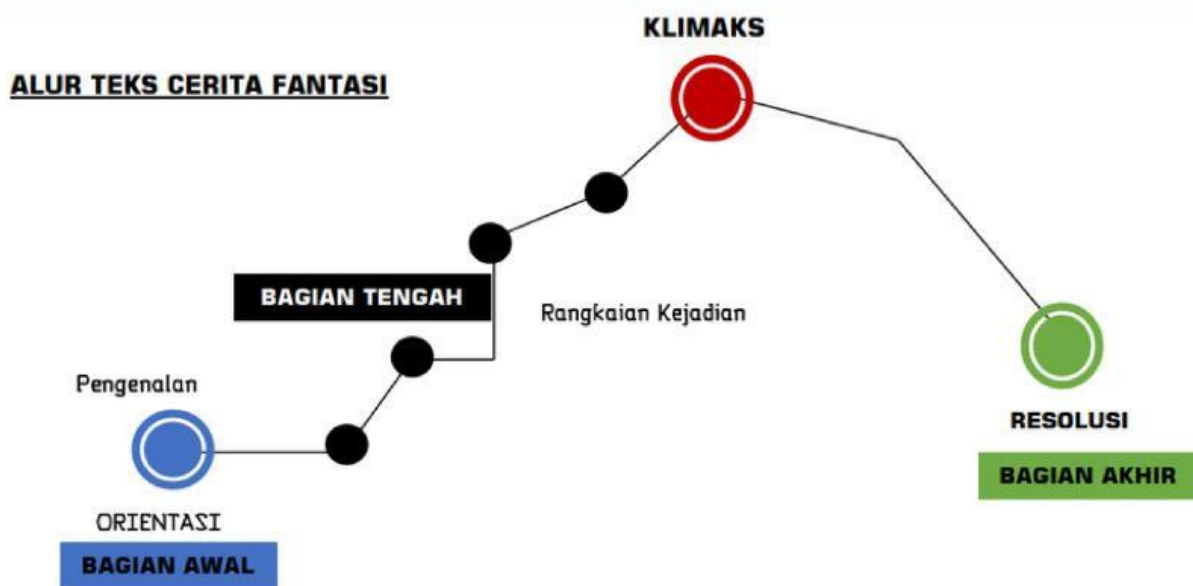 KLIMAKS
ALUR TEKS CERITA FANTASI
BAGIAN TENGAH
Rangkaian Kejadian
Pengenalan
RESOLUSI
BAGIAN AKHIR
ORIENTASI
BAGIAN AWAL